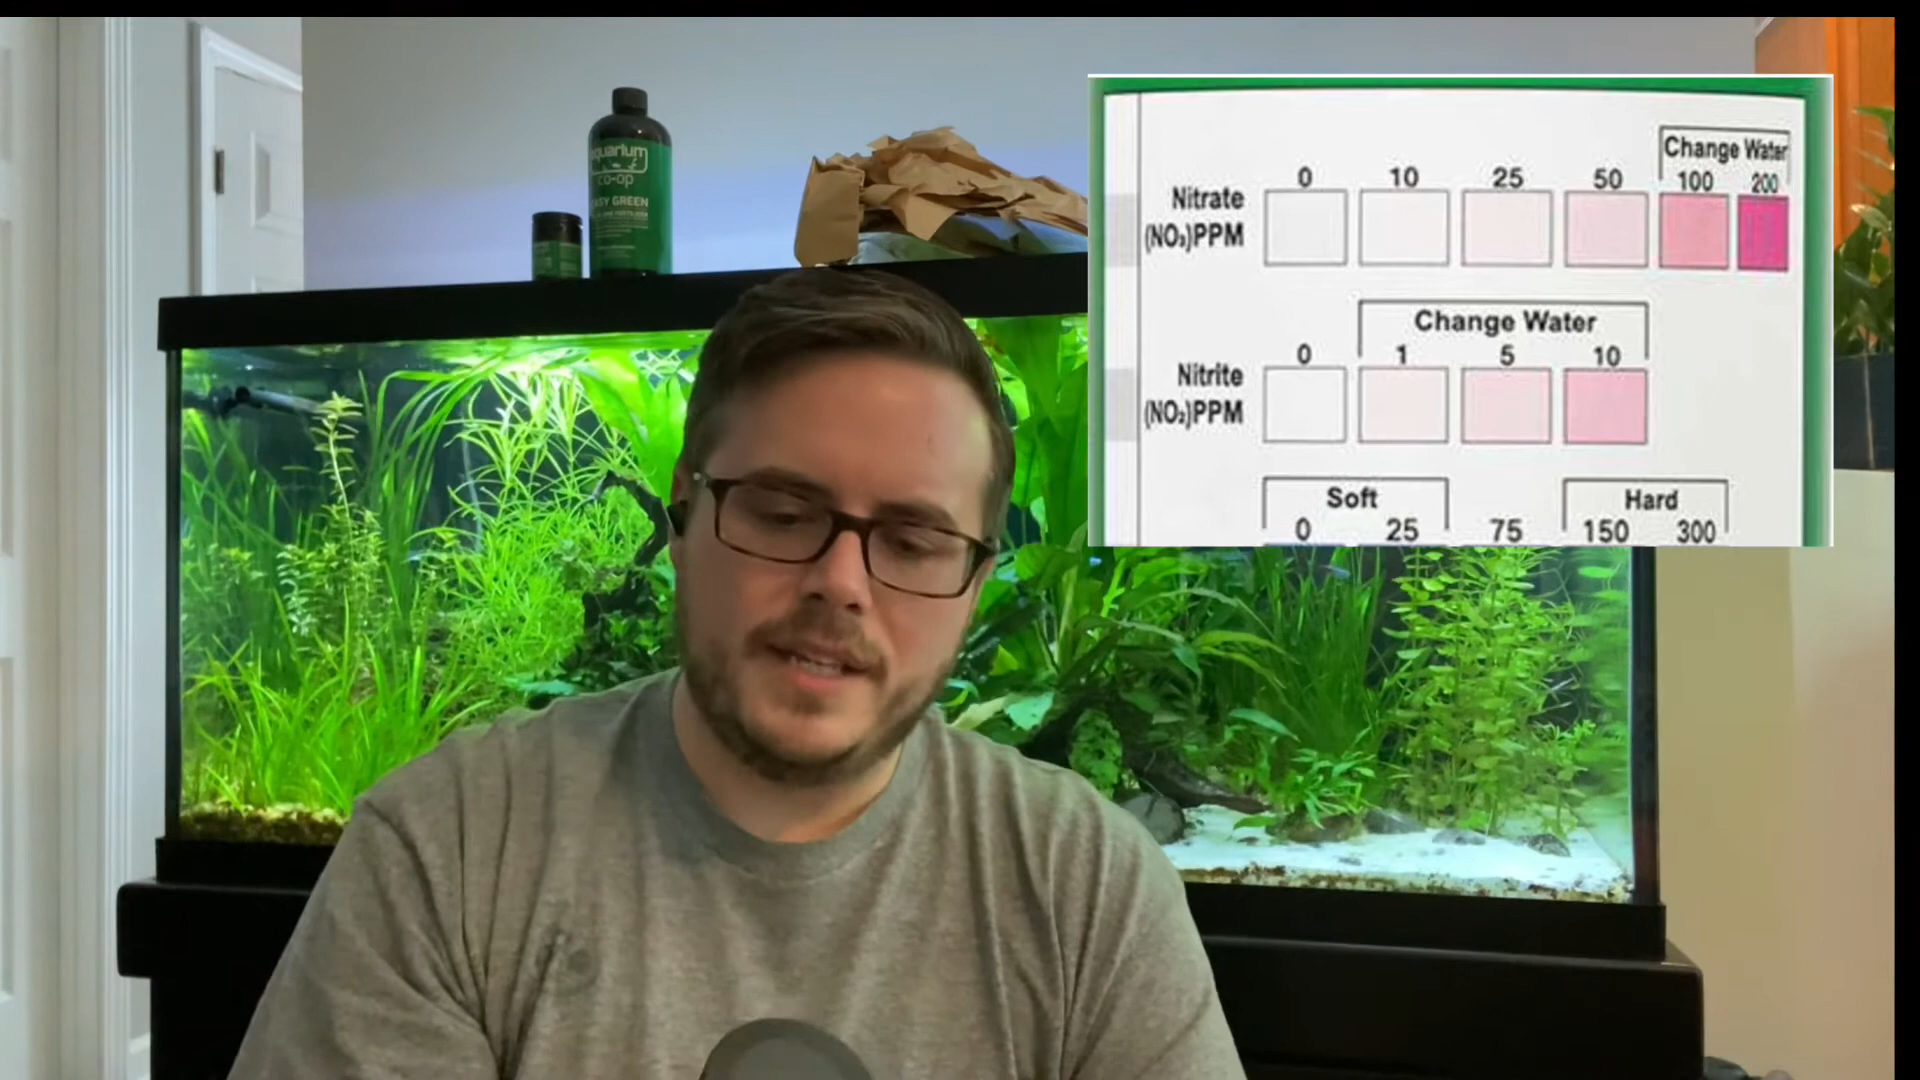 aquarium
co-op
EASY GREEN
Change Water
0 10 25 50 100 200
Nitrate
(NO₃)PPM
Change Water
0 1 5 10
Nitrite
(NO₂)PPM
Soft Hard
0 25 75 150 300